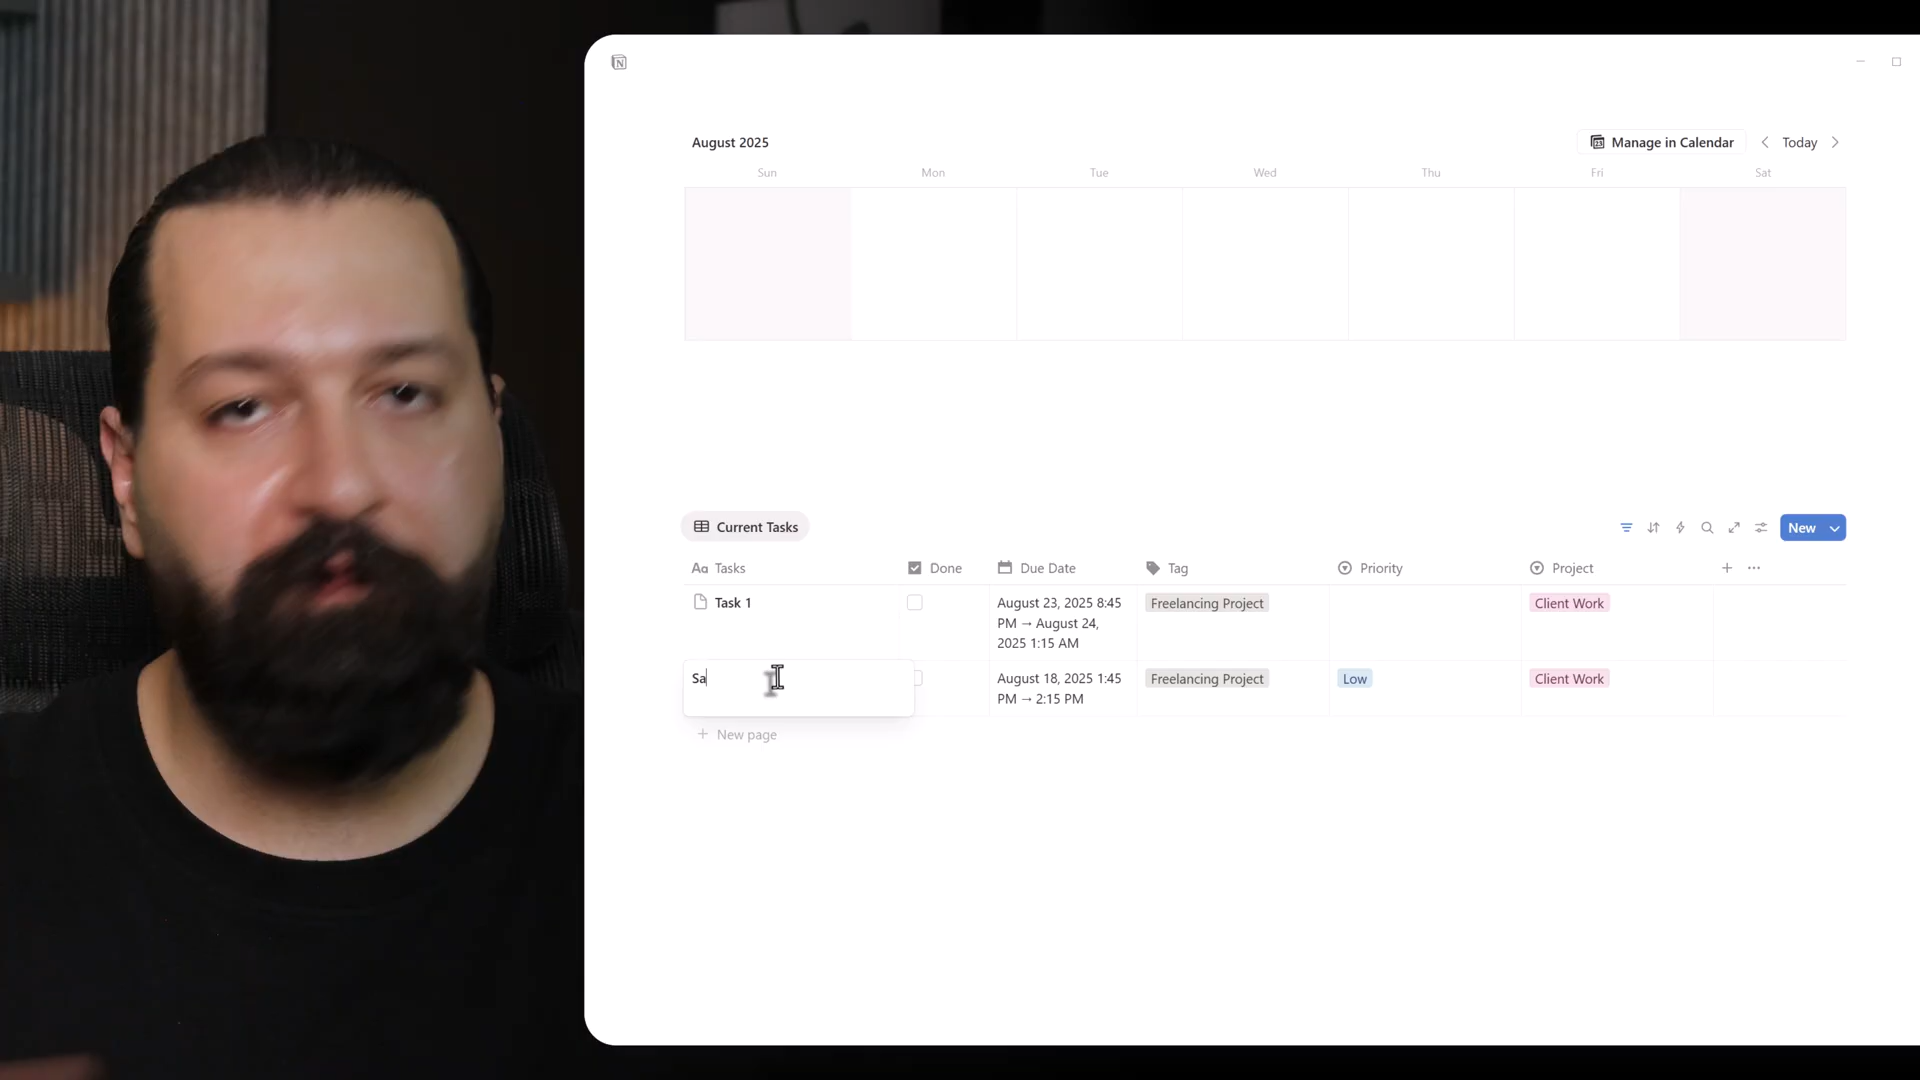 August 2025
Manage in Calendar
Today
Sun Mon Tue Wed Thu Fri Sat
Current Tasks
New
Aa Tasks Done Due Date Tag Priority Project
Task 1
August 23, 2025 8:45
PM → August 24,
2025 1:15 AM
Freelancing Project
Client Work
Sa
August 18, 2025 1:45
PM → 2:15 PM
Freelancing Project
Low
Client Work
+ New page